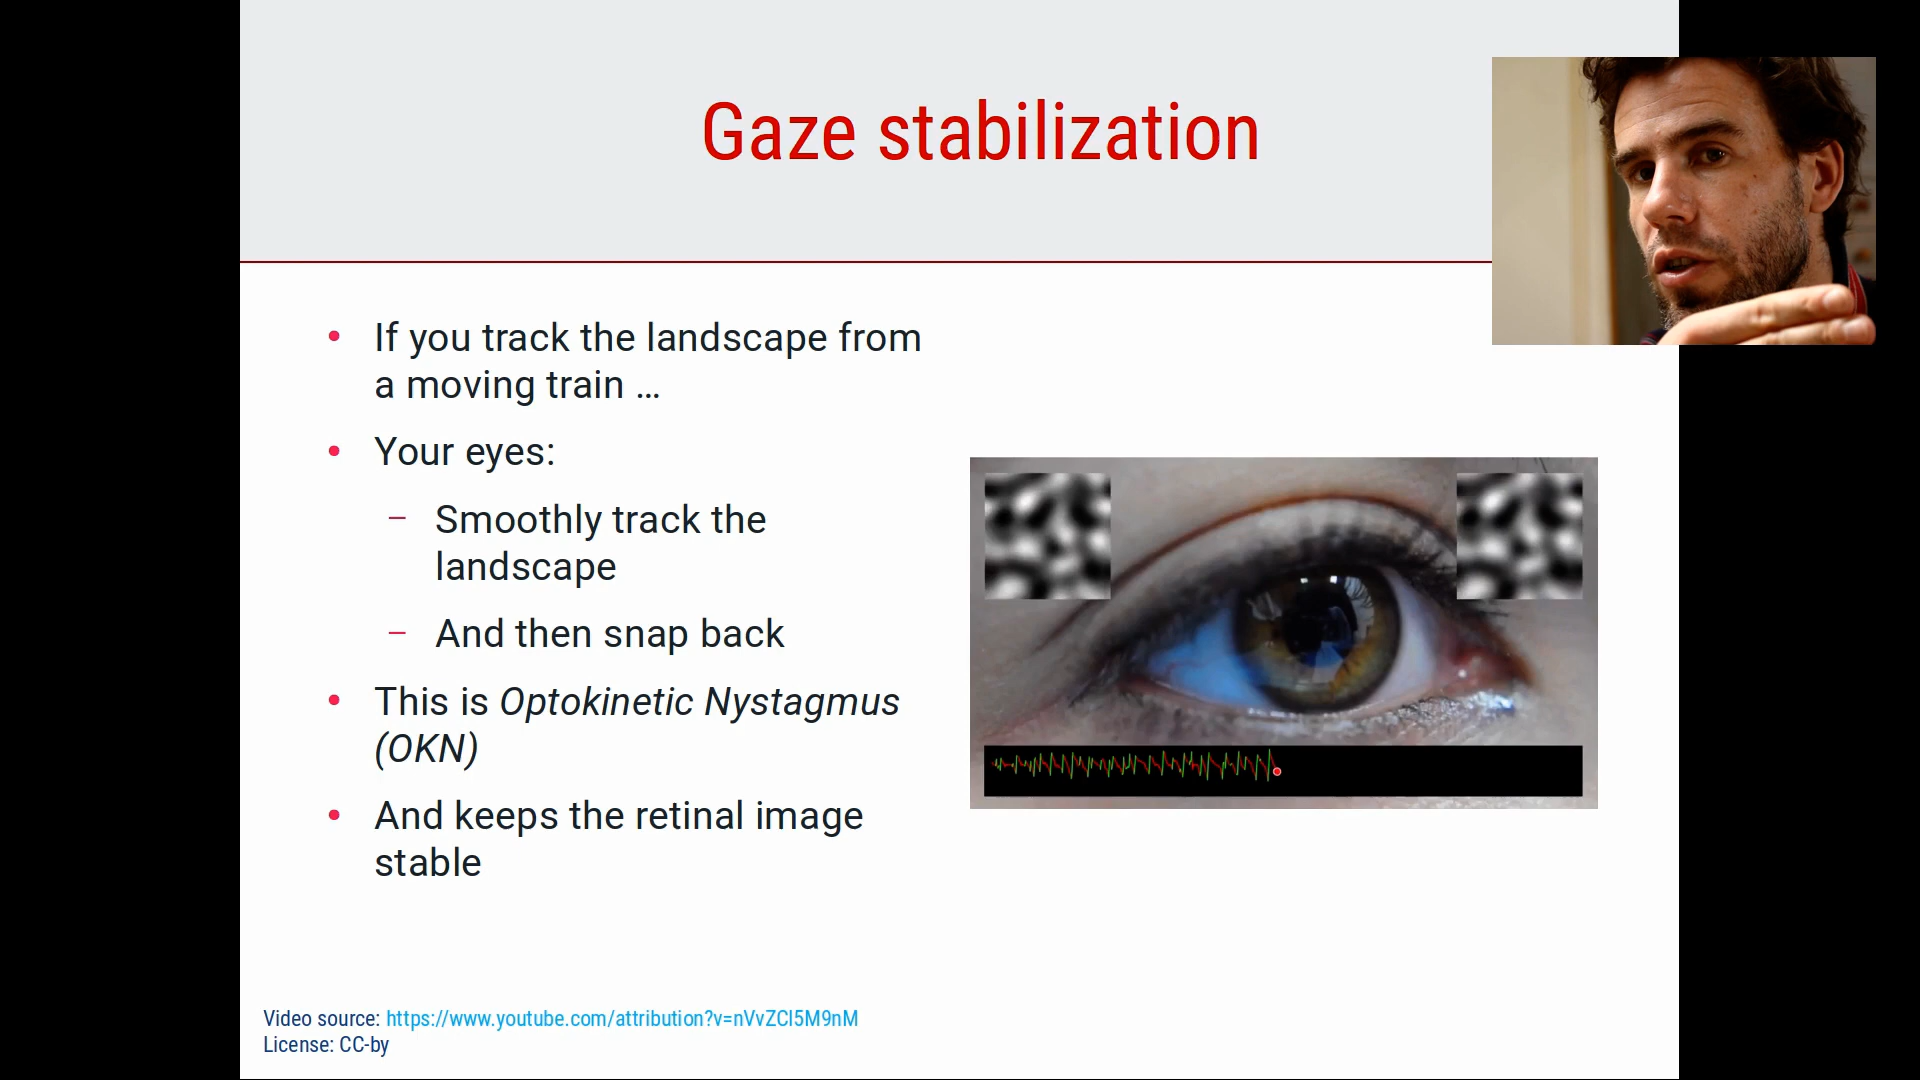 Gaze stabilization
• If you track the landscape from
a moving train ...
• Your eyes:
– Smoothly track the
landscape
– And then snap back
• This is Optokinetic Nystagmus
(OKN)
• And keeps the retinal image
stable
Video source: https://www.youtube.com/attribution?v=nVvZCI5M9nM
License: CC-by